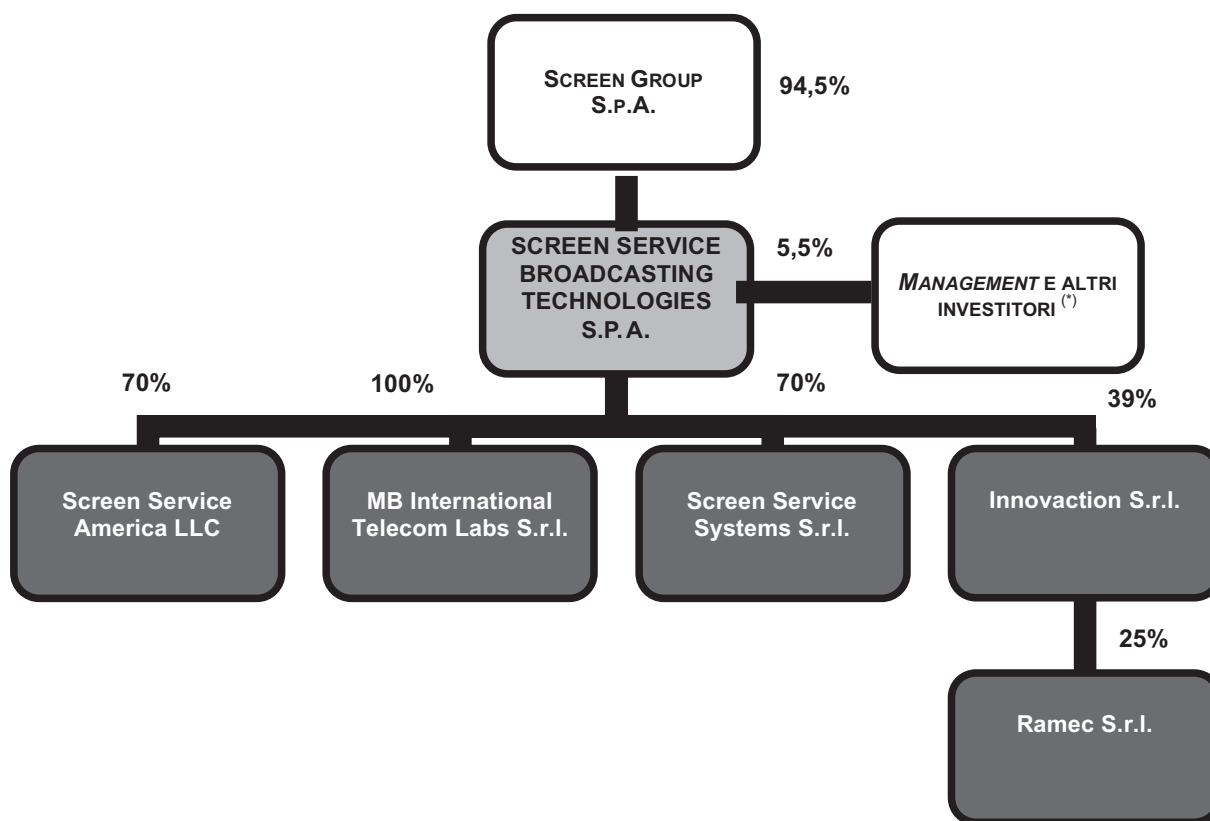 SCREEN GROUP
S.P.A.
94,5%
SCREEN SERVICE
BROADCASTING
TECHNOLOGIES
S.P.A.
5,5%
MANAGEMENT E ALTRI
INVESTITORI (*)
70%
100%
70%
39%
Screen Service
America LLC
MB International
Telecom Labs S.r.l.
Screen Service
Systems S.r.l.
Innovaction S.r.l.
25%
Ramec S.r.l.